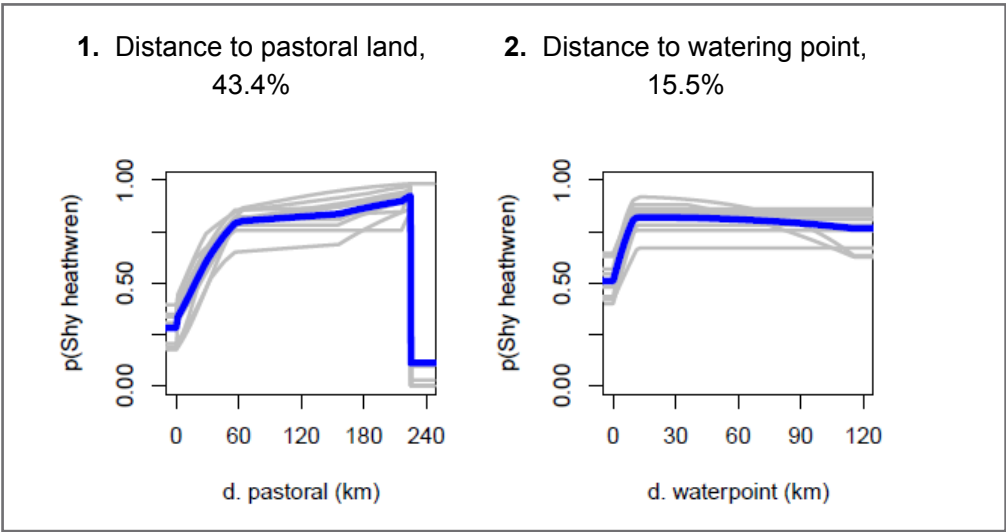 1. Distance to pastoral land,
43.4%
p(Shy heathwren)
1.00
0.50
0.00
0 60 120 180 240
d. pastoral (km)
2. Distance to watering point,
15.5%
p(Shy heathwren)
1.00
0.50
0.00
0 30 60 90 120
d. waterpoint (km)